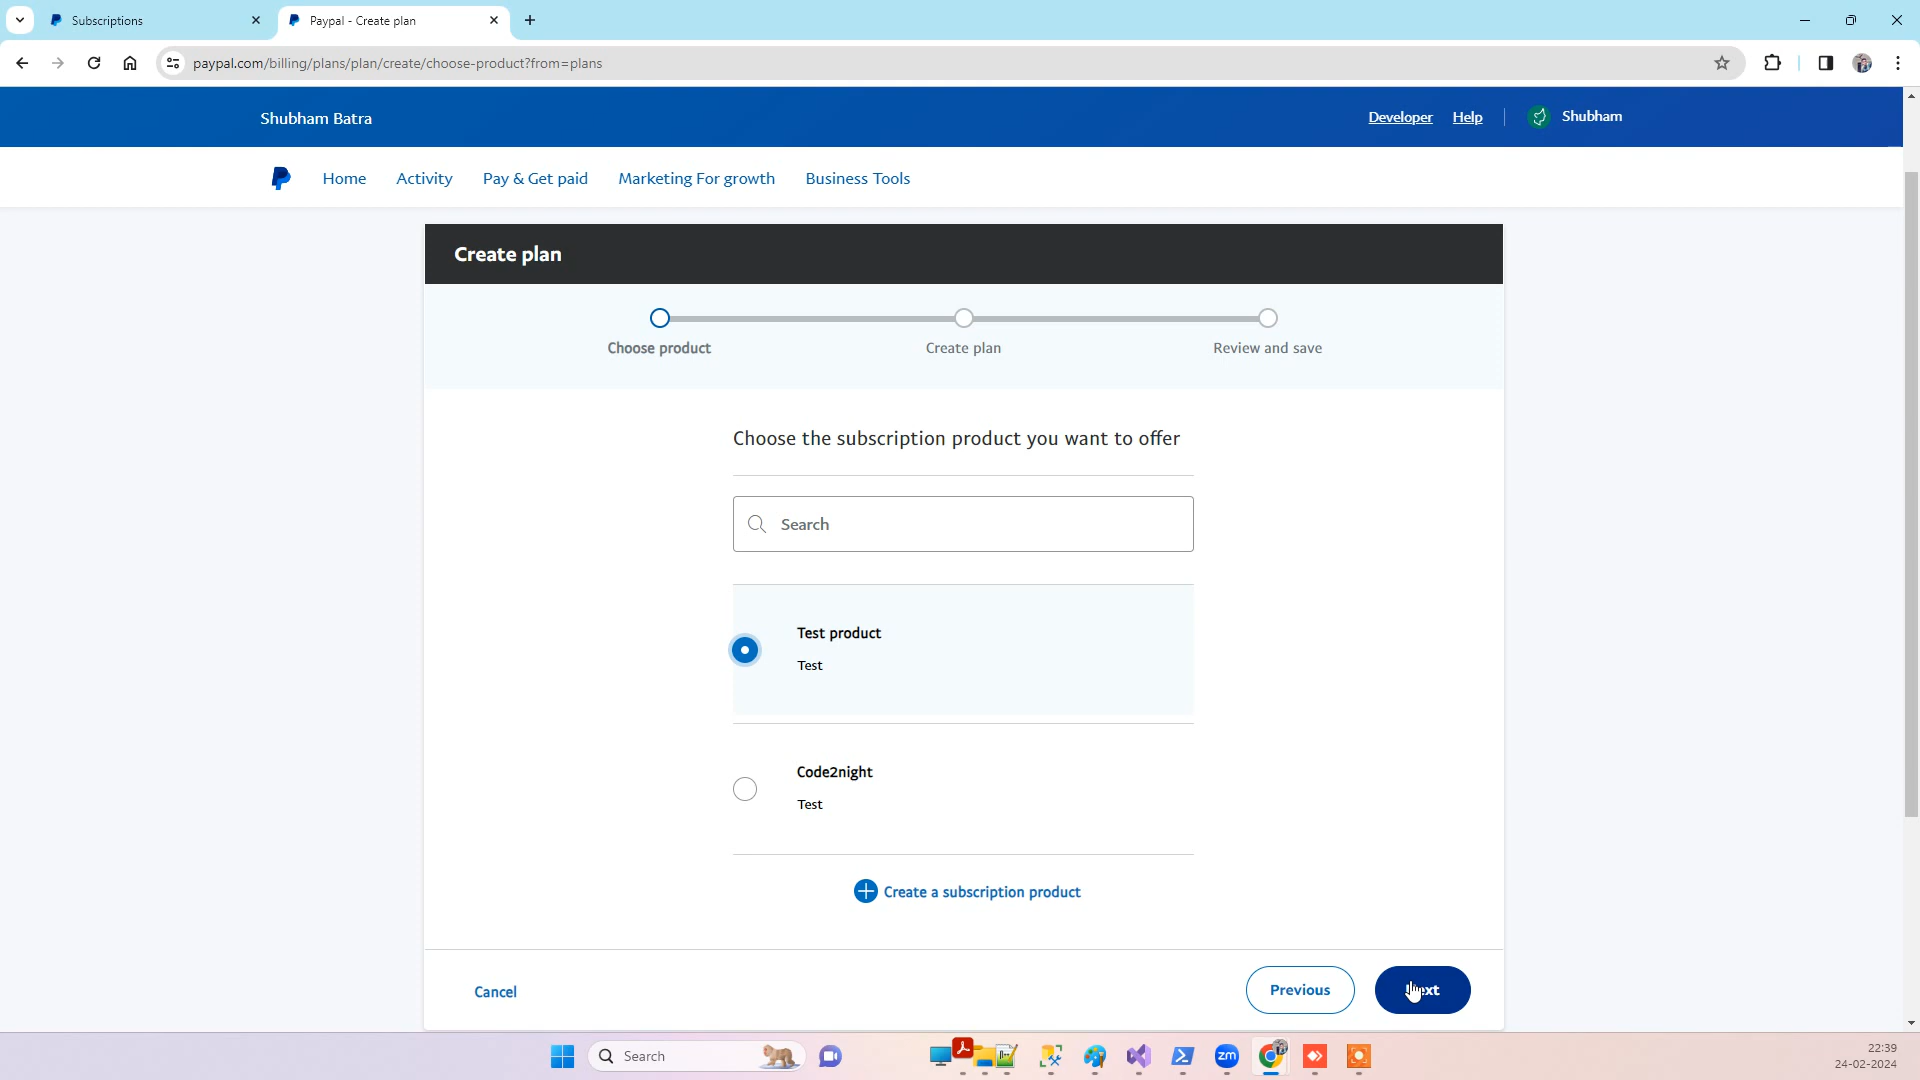 Subscriptions
Paypal - Create plan
paypal.com/billing/plans/plan/create/choose-product?from=plans
Shubham Batra
Developer Help Shubham
Home Activity Pay & Get paid Marketing For growth Business Tools
Create plan
Choose product Create plan Review and save
Choose the subscription product you want to offer
Search
Test product
Test
Code2night
Test
Create a subscription product
Cancel Previous
Search
zm
22:39
24-02-2024